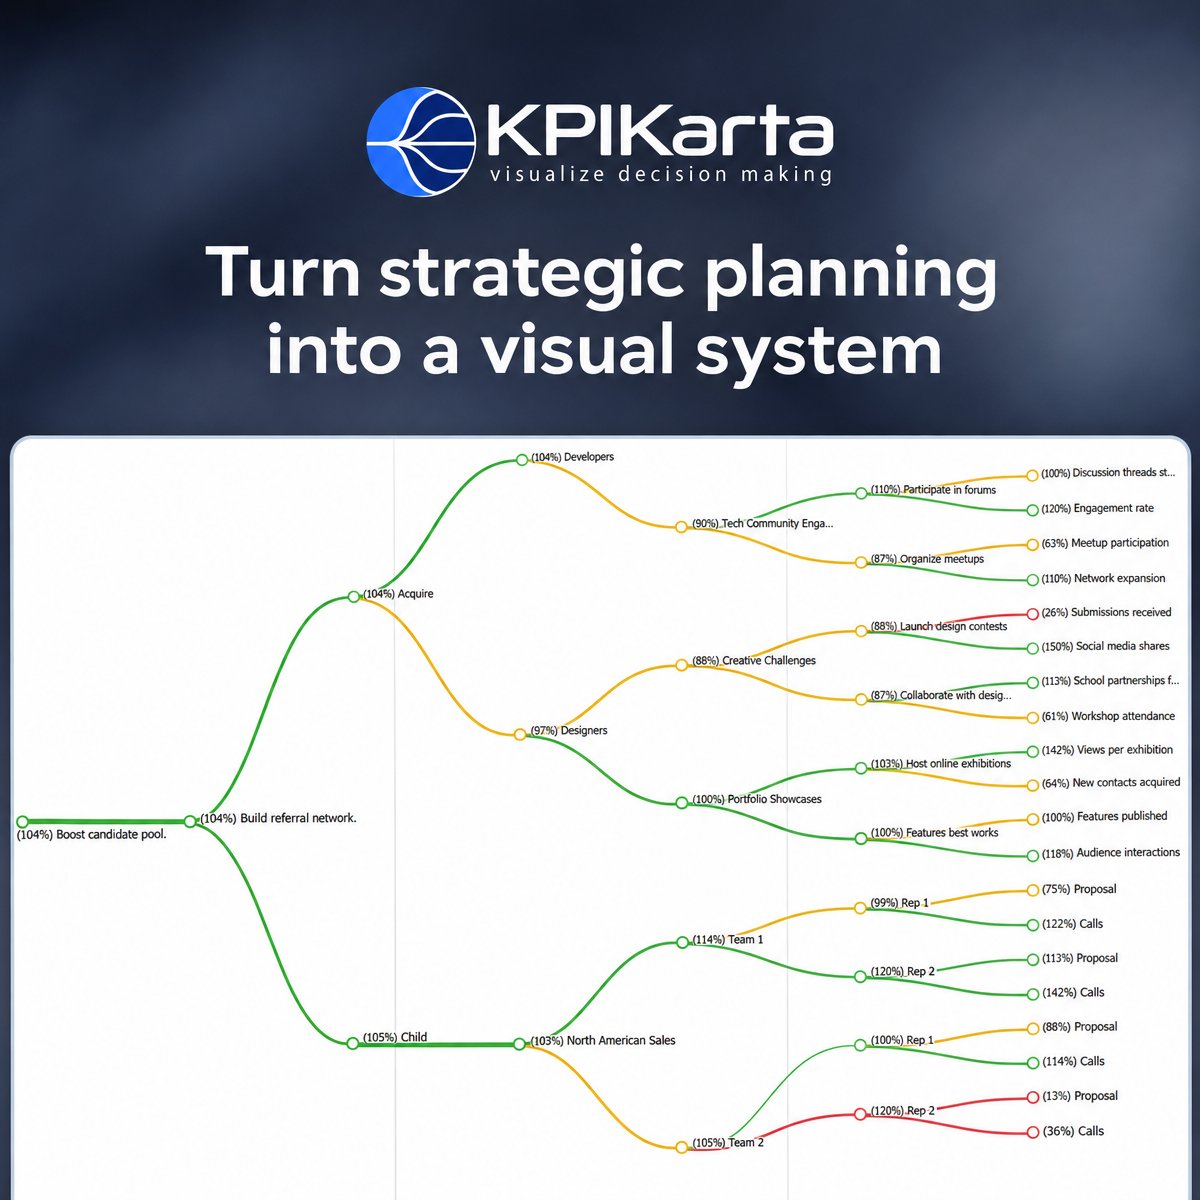 KPIKarta
visualize decision making
Turn strategic planning
into a visual system
(104%) Boost candidate pool.
(104%) Build referral network.
(104%) Acquire
(105%) Child
(104%) Developers
(97%) Designers
(103%) North American Sales
(90%) Tech Community Enga...
(88%) Creative Challenges
(100%) Portfolio Showcases
(114%) Team 1
(105%) Team 2
(110%) Participate in forums
(87%) Organize meetups
(88%) Launch design contests
(87%) Collaborate with desig...
(103%) Host online exhibitions
(100%) Features best works
(99%) Rep 1
(120%) Rep 2
(100%) Rep 1
(120%) Rep 2
(100%) Discussion threads st...
(120%) Engagement rate
(63%) Meetup participation
(110%) Network expansion
(26%) Submissions received
(150%) Social media shares
(113%) School partnerships f...
(61%) Workshop attendance
(142%) Views per exhibition
(64%) New contacts acquired
(100%) Features published
(118%) Audience interactions
(75%) Proposal
(122%) Calls
(113%) Proposal
(142%) Calls
(88%) Proposal
(114%) Calls
(13%) Proposal
(36%) Calls